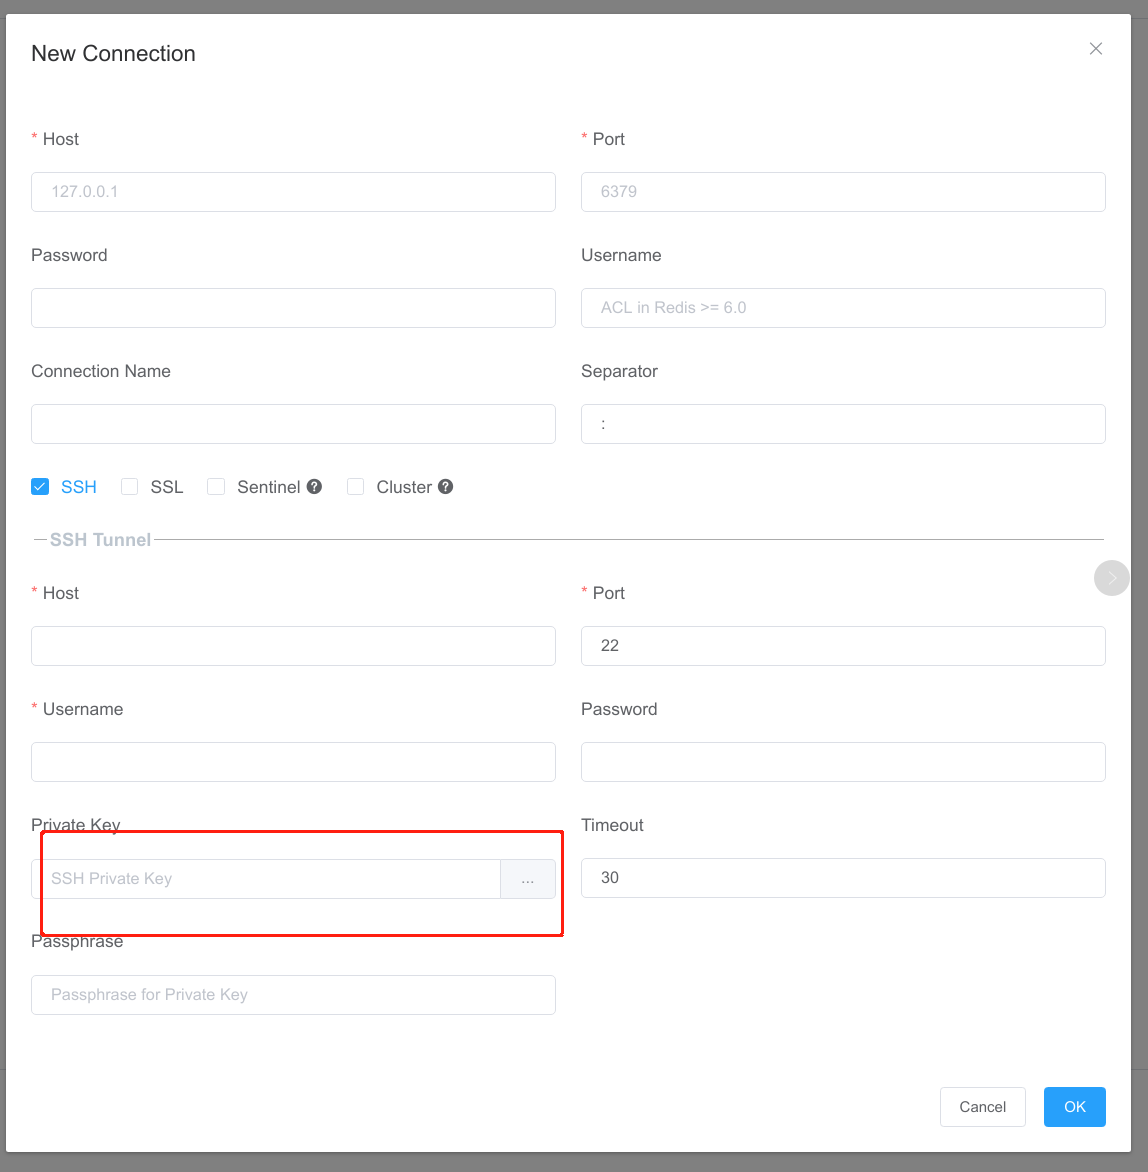 New Connection
* Host
* Port
127.0.0.1
6379
Password
Username
ACL in Redis >= 6.0
Connection Name
Separator
:
SSH SSL Sentinel ? Cluster ?
SSH Tunnel
* Host
* Port
22
* Username
Password
Private Key
Timeout
SSH Private Key
...
30
Passphrase
Passphrase for Private Key
Cancel
OK